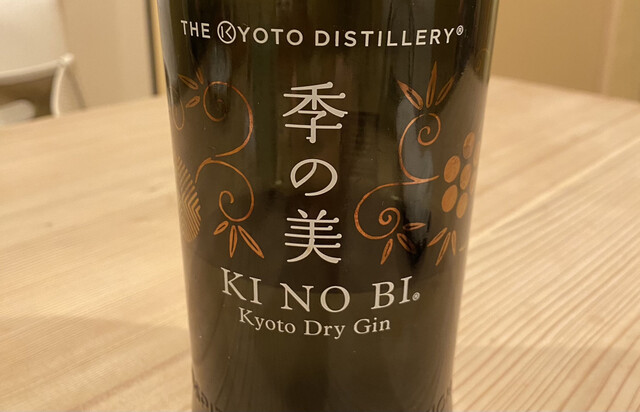 THE KYOTO DISTILLERY®
季の美
KI NO BI®
Kyoto Dry Gin